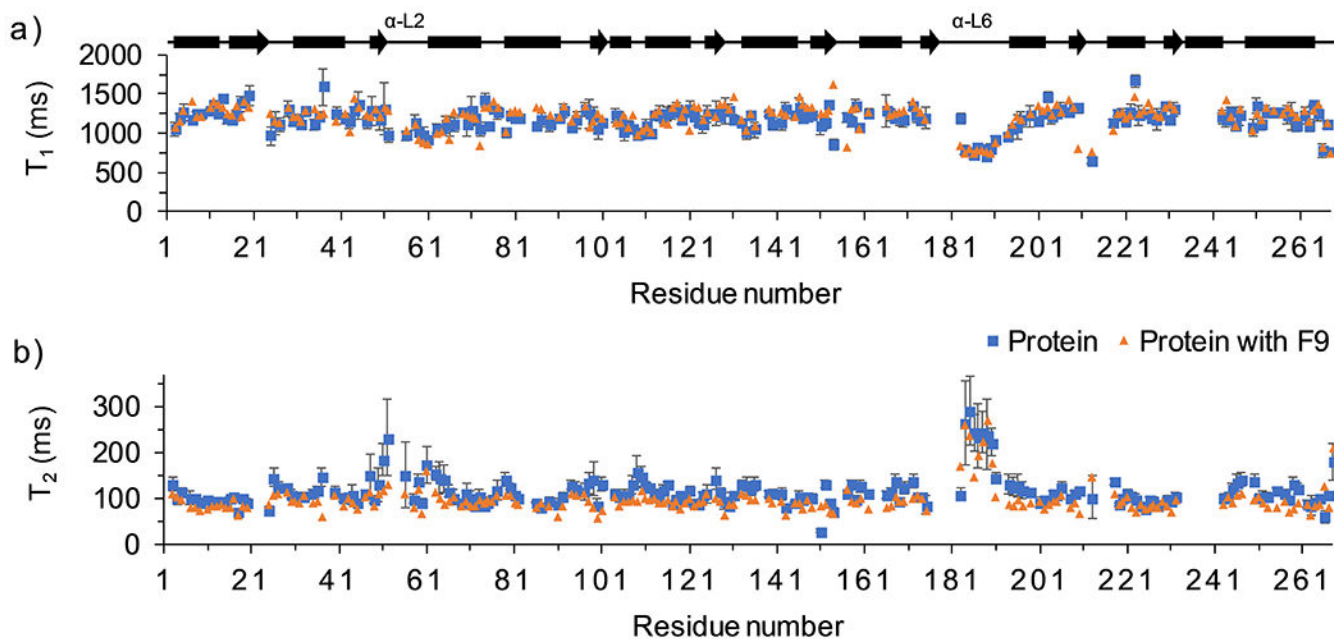 a)
α-L2
α-L6
2000
1500
1000
500
0
T1 (ms)
1 21 41 61 81 101 121 141 161 181 201 221 241 261
Residue number
b)
Protein Protein with F9
300
200
100
0
T2 (ms)
1 21 41 61 81 101 121 141 161 181 201 221 241 261
Residue number